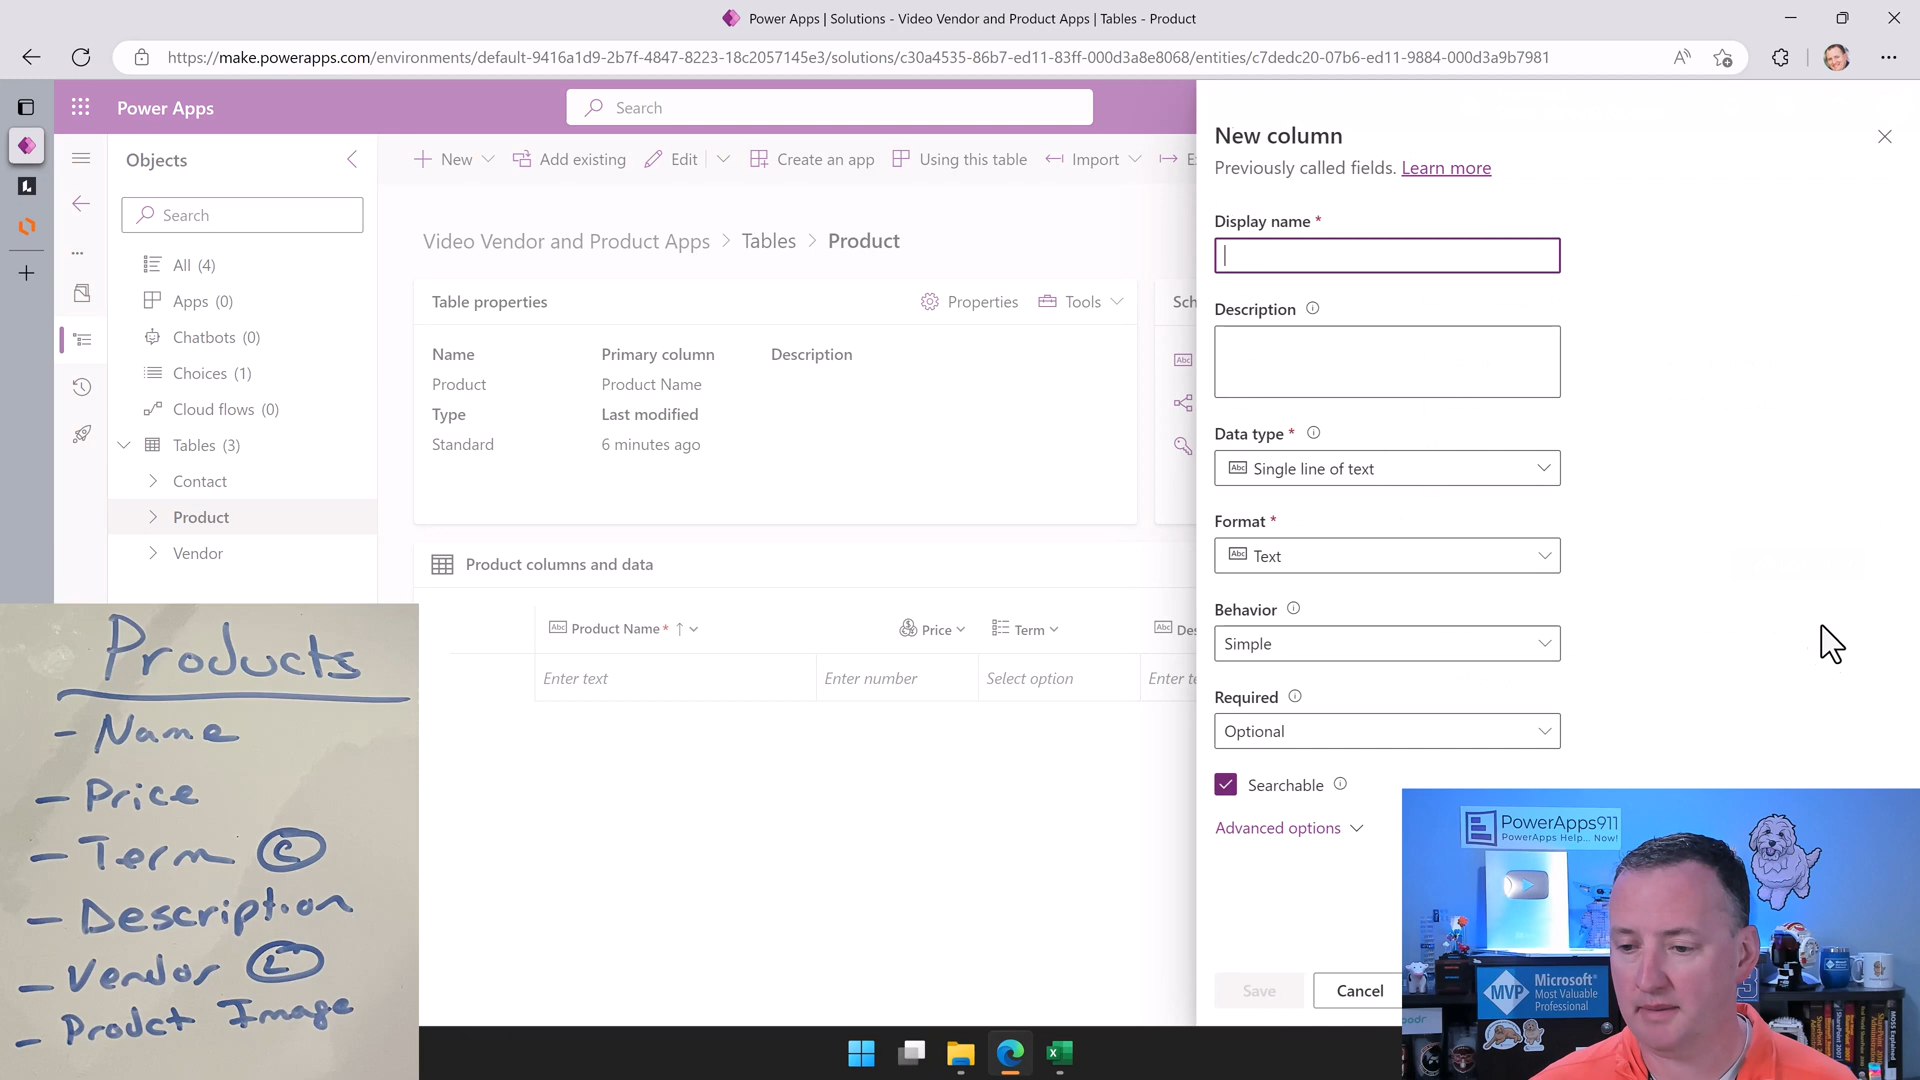 Power Apps | Solutions - Video Vendor and Product Apps | Tables - Product
https://make.powerapps.com/environments/default-9416a1d9-2b7f-4847-8223-18c2057145e3/solutions/c30a4535-86b7-ed11-83ff-000d3a8e8068/entities/c7dedc20-07b6-ed11-9884-000d3a9b7981
Power Apps
Search
Objects
Search
All (4)
Apps (0)
Chatbots (0)
Choices (1)
Cloud flows (0)
Tables (3)
Contact
Product
Vendor
New
Add existing
Edit
Create an app
Using this table
Import
Video Vendor and Product Apps > Tables > Product
Table properties
Properties
Tools
Sch
Name
Primary column
Description
Product
Product Name
Type
Last modified
Standard
6 minutes ago
Product columns and data
Product Name *
Price
Term
Des
Enter text
Enter number
Select option
Enter te
New column
Previously called fields. Learn more
Display name *
Description
Data type *
Abc Single line of text
Format *
Abc Text
Behavior
Simple
Required
Optional
Searchable
Advanced options
Save
Cancel
Products
- Name
- Price
- Term C
- Description
- Vendor L
- Prodct Image
PowerApps911
PowerApps Help... Now!
MVP
Microsoft®
Most Valuable
Professional